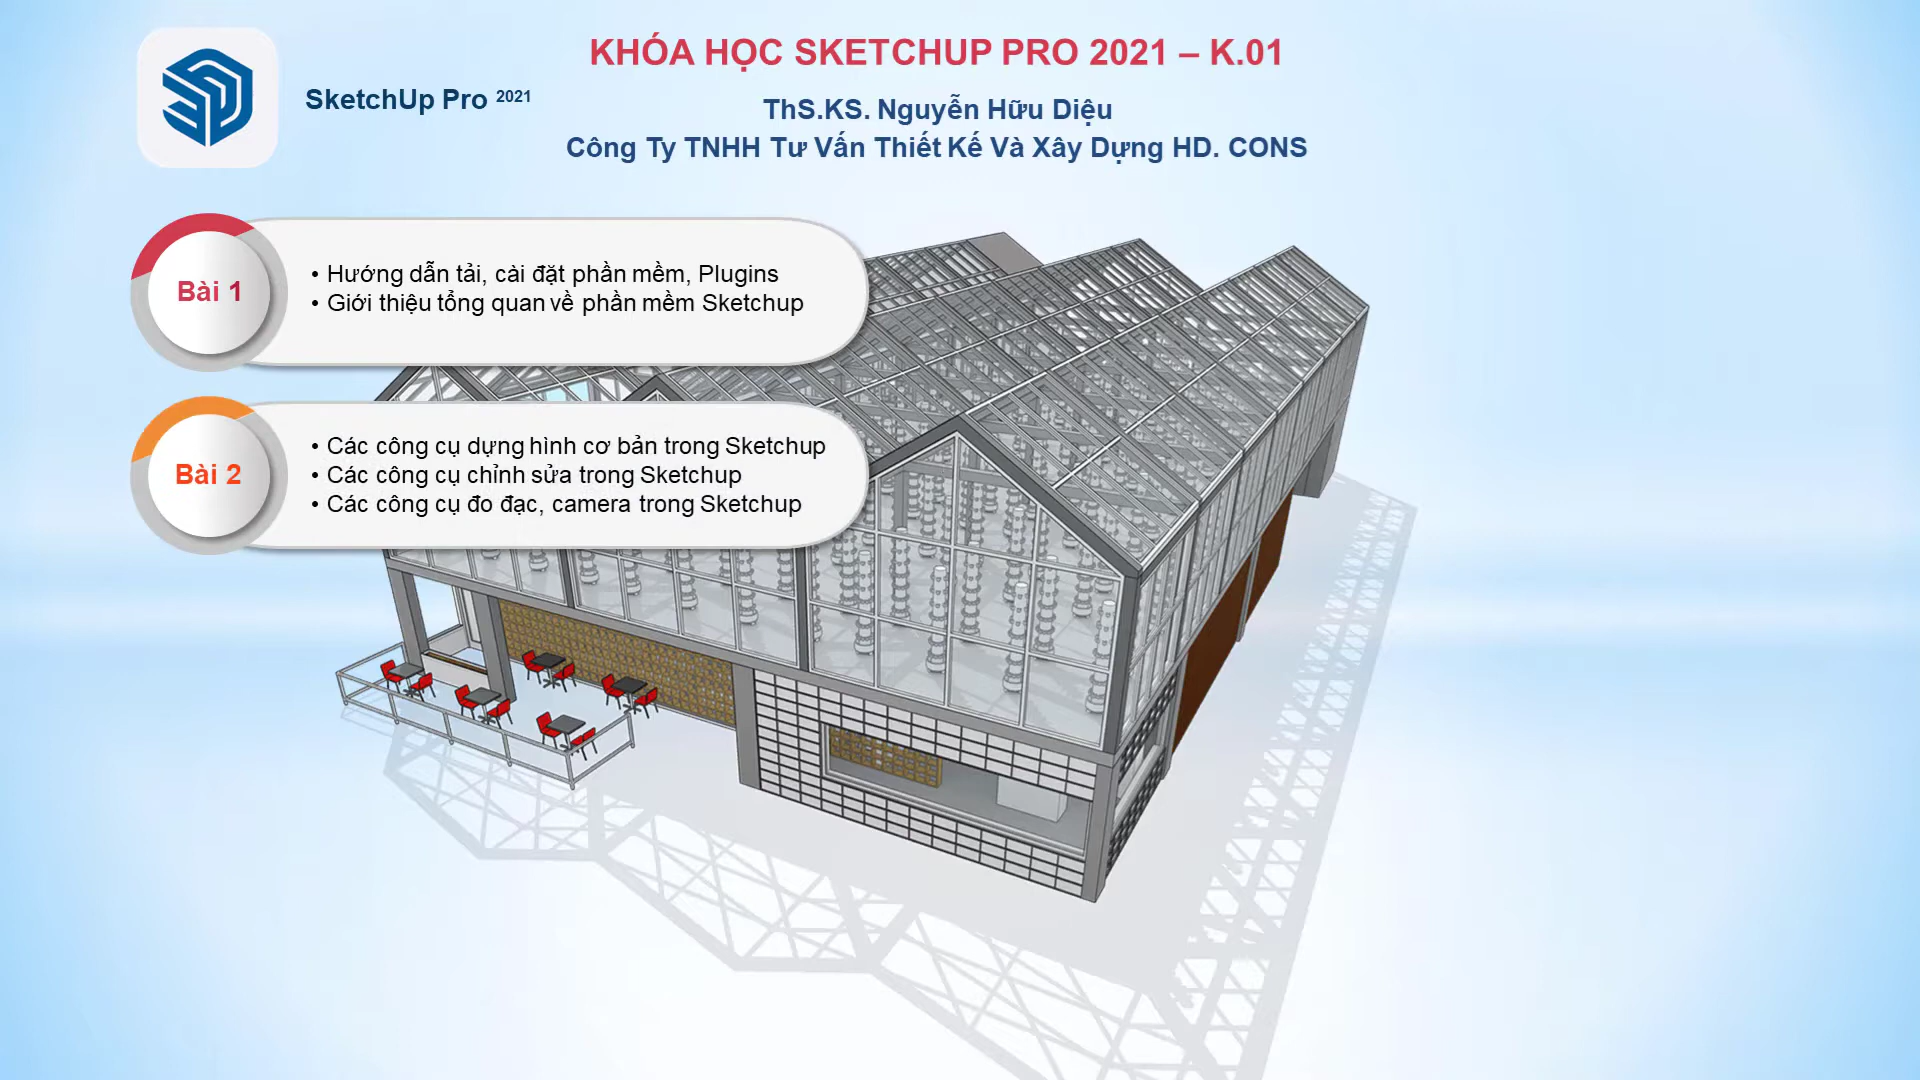 KHÓA HỌC SKETCHUP PRO 2021 – K.01
SketchUp Pro 2021
ThS.KS. Nguyễn Hữu Diệu
Công Ty TNHH Tư Vấn Thiết Kế Và Xây Dựng HD. CONS
Bài 1
• Hướng dẫn tải, cài đặt phần mềm, Plugins
• Giới thiệu tổng quan về phần mềm Sketchup
Bài 2
• Các công cụ dựng hình cơ bản trong Sketchup
• Các công cụ chỉnh sửa trong Sketchup
• Các công cụ đo đạc, camera trong Sketchup